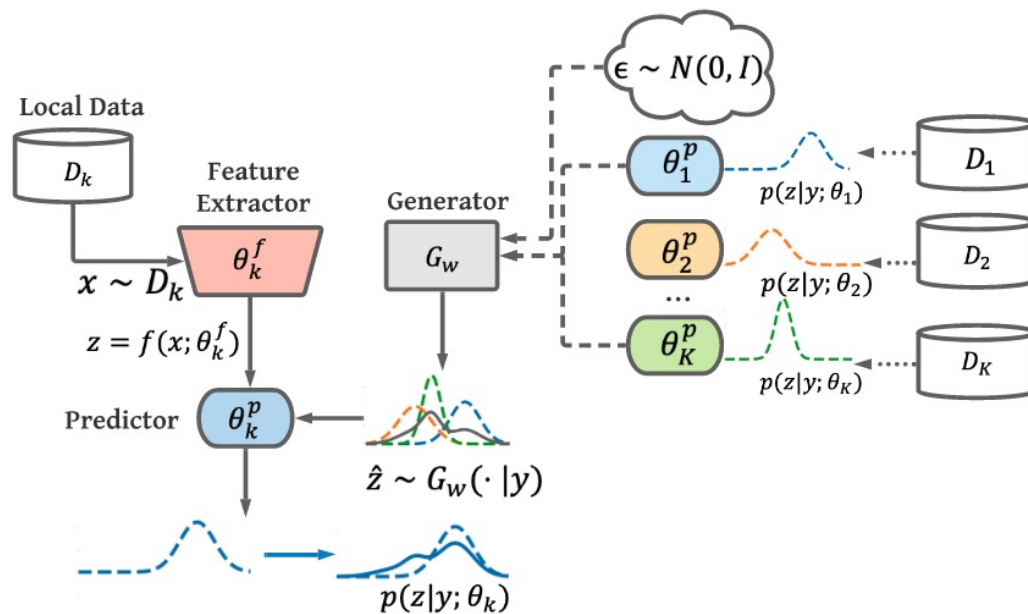 ϵ ~ N(0, I)
Local Data
D_k
Feature
Extractor
θ_k^f
x ~ D_k
z = f(x; θ_k^f)
Generator
G_w
θ_1^p
p(z|y; θ_1)
D_1
θ_2^p
p(z|y; θ_2)
D_2
...
θ_K^p
p(z|y; θ_K)
D_K
Predictor
θ_k^p
ẑ ~ G_w(· |y)
p(z|y; θ_k)